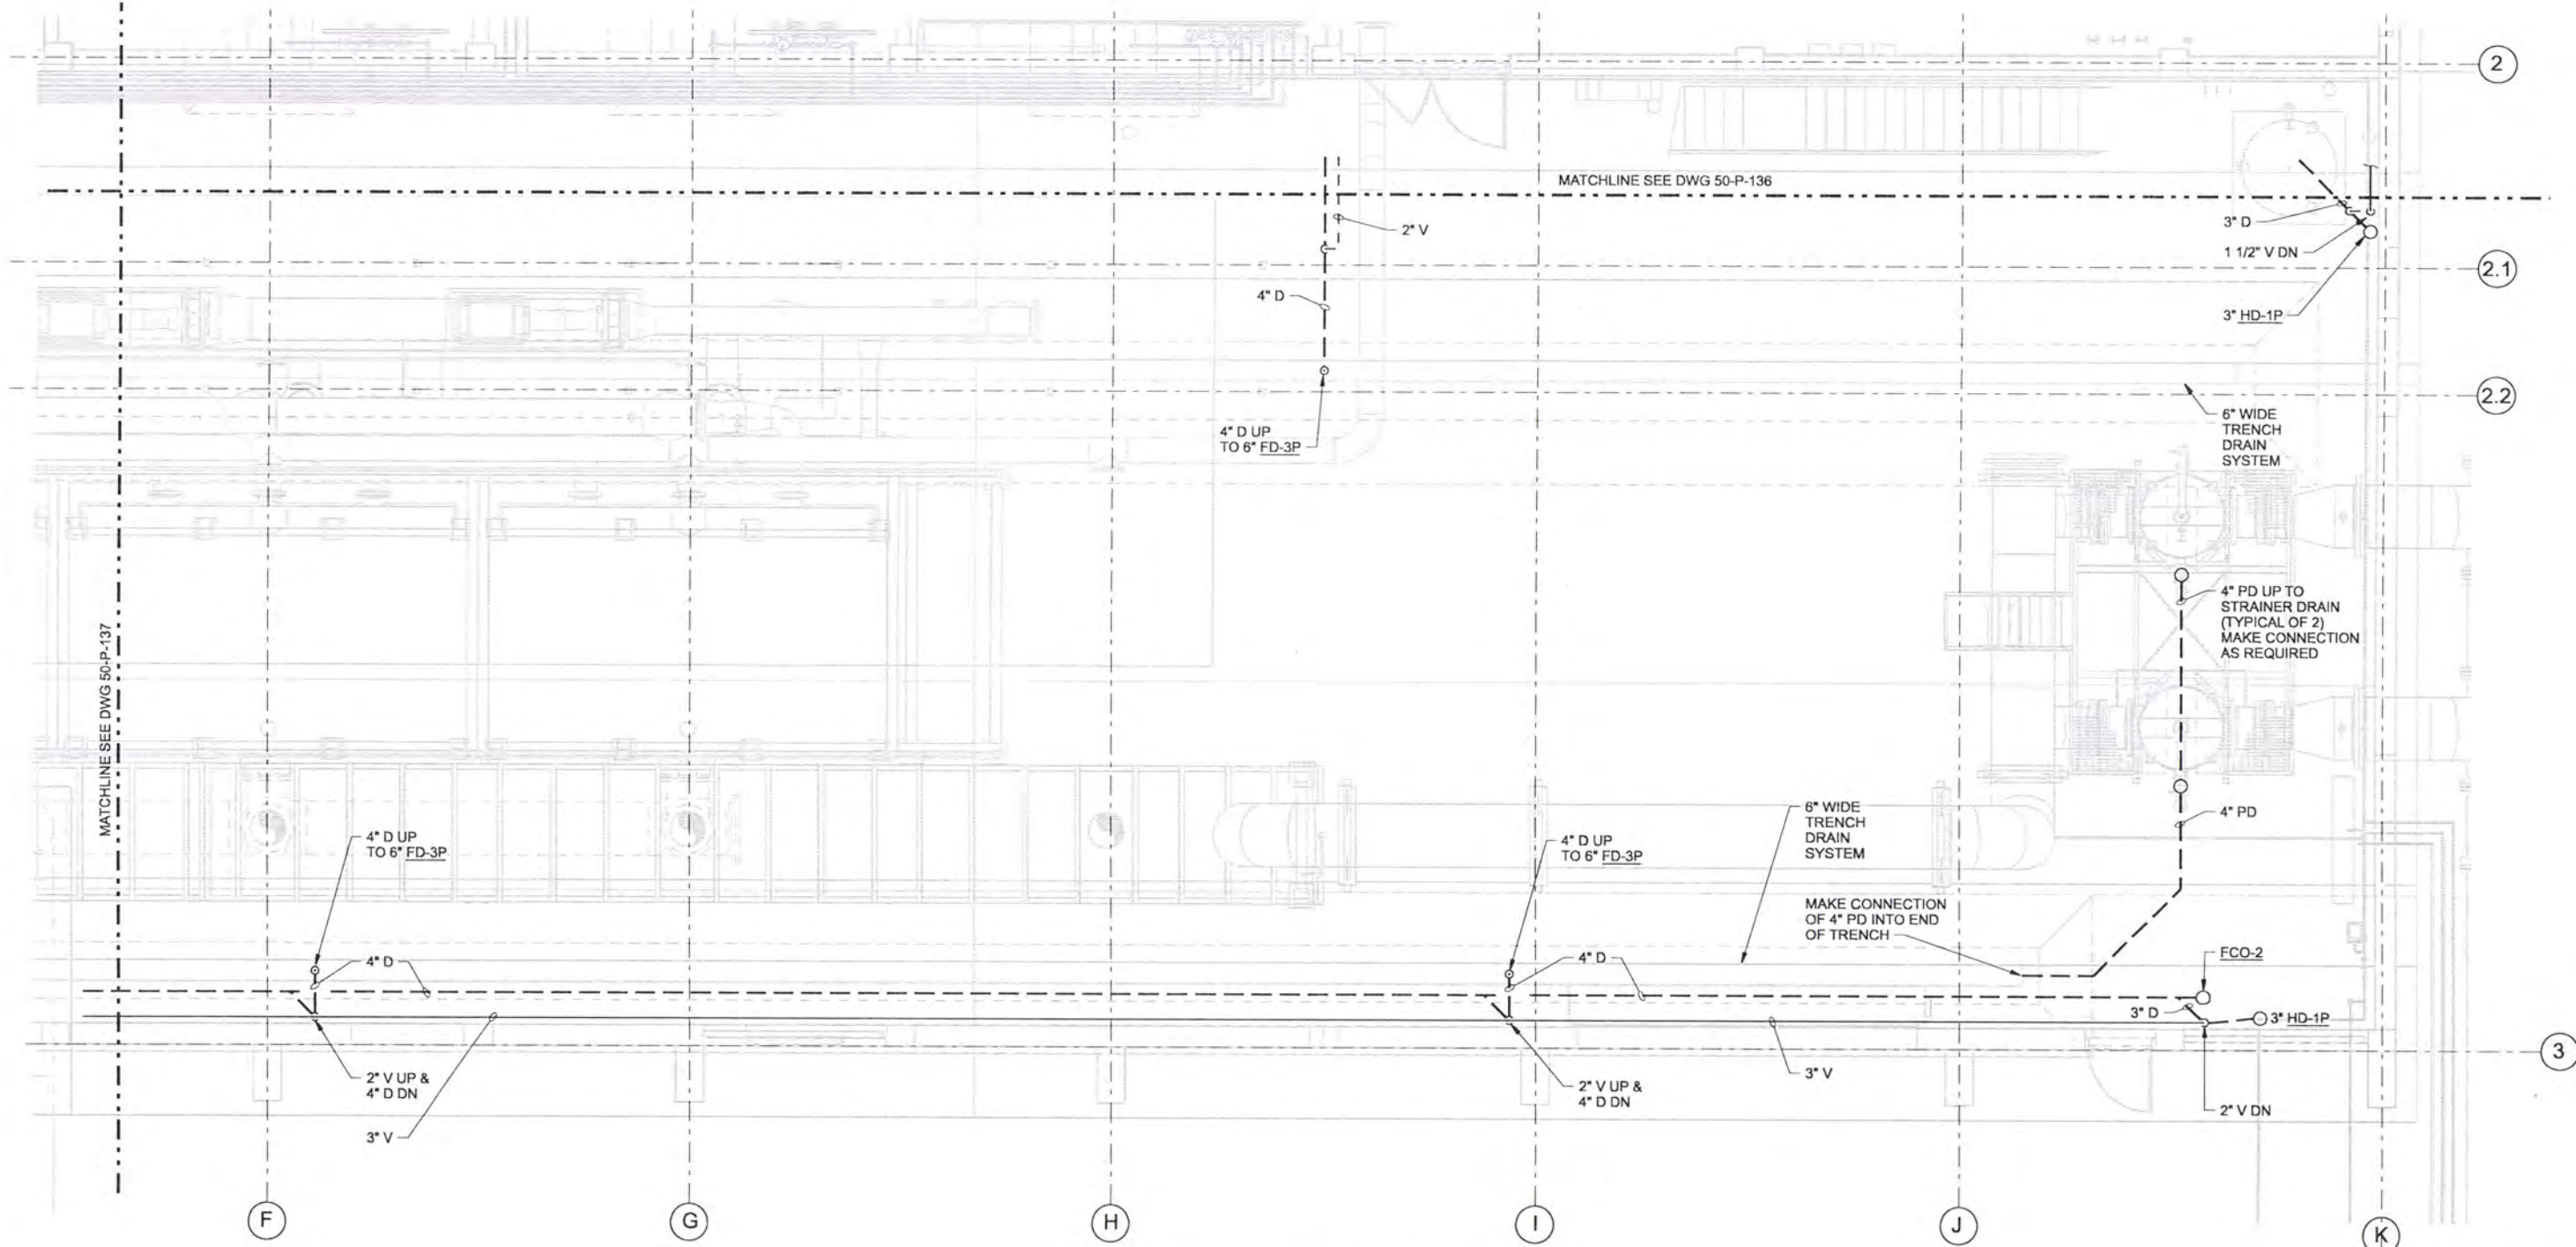 2
MATCHLINE SEE DWG 50-P-136
3" D
2" V
1 1/2" V DN
2.1
4" D
3" HD-1P
2.2
6" WIDE
TRENCH
DRAIN
SYSTEM
4" D UP
TO 6" FD-3P
4" PD UP TO
STRAINER DRAIN
(TYPICAL OF 2)
MAKE CONNECTION
AS REQUIRED
MATCHLINE SEE DWG 50-P-137
4" D UP
TO 6" FD-3P
4" D UP
TO 6" FD-3P
6" WIDE
TRENCH
DRAIN
SYSTEM
4" PD
MAKE CONNECTION
OF 4" PD INTO END
OF TRENCH
4" D
4" D
FCO-2
3" D
3" HD-1P
3
2" V UP &
4" D DN
3" V
2" V UP &
4" D DN
3" V
2" V DN
F
G
H
I
J
K